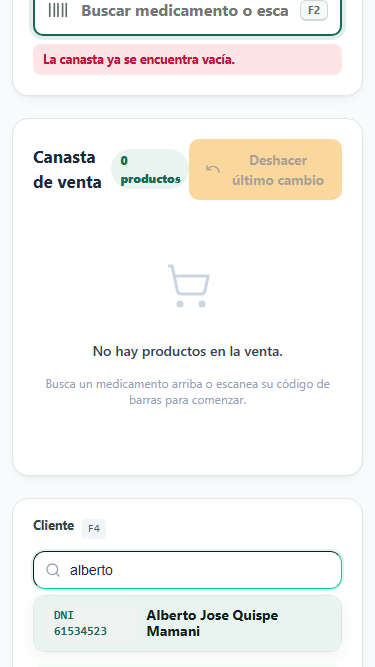 Buscar medicamento o esca F2
La canasta ya se encuentra vacía.
Canasta
de venta
0
productos
Deshacer
último cambio
No hay productos en la venta.
Busca un medicamento arriba o escanea su código de
barras para comenzar.
Cliente F4
alberto
DNI
61534523
Alberto Jose Quispe
Mamani